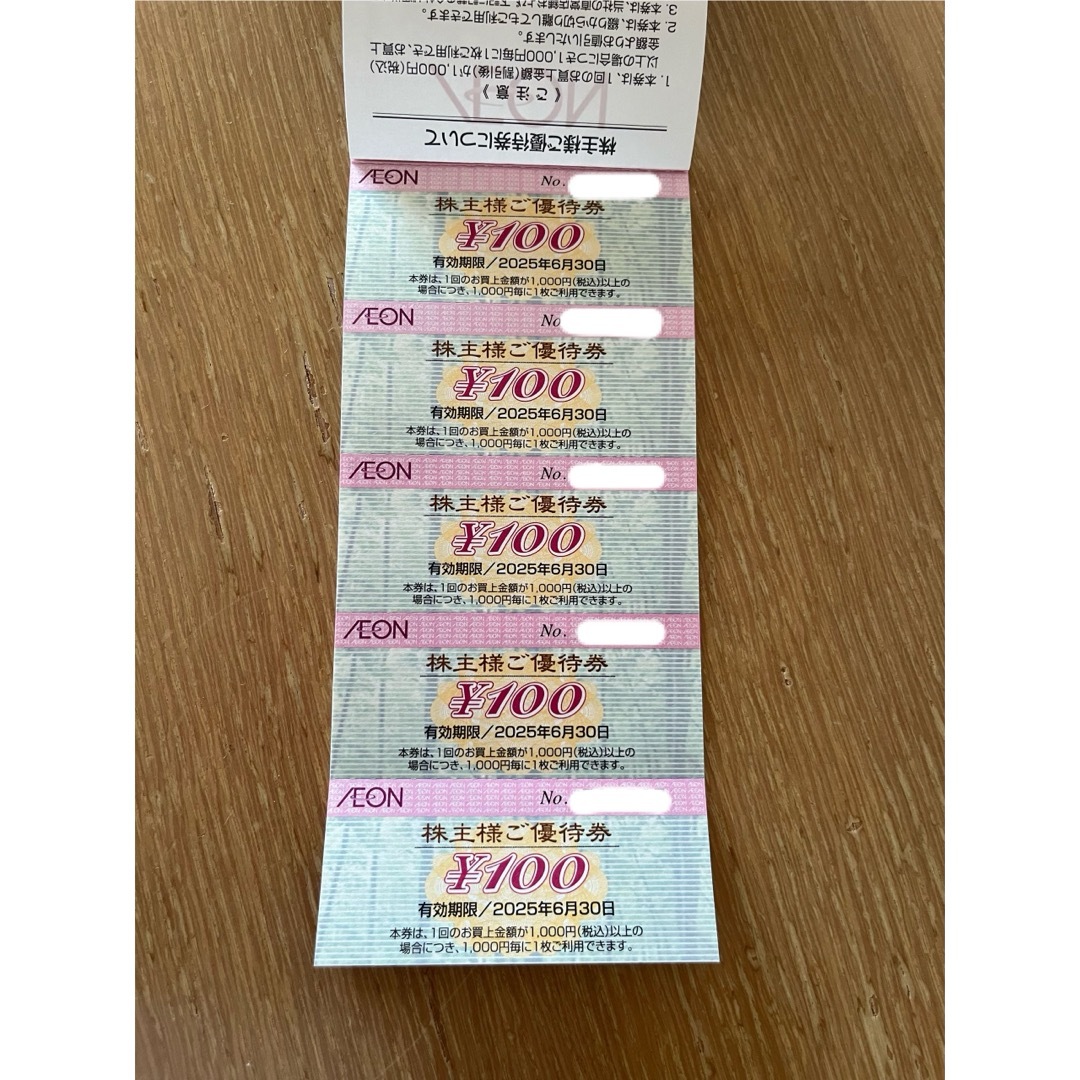 株主様ご優待券について
《ご注意》
1. 本券は、1回のお買上金額(割引後)が1,000円(税込)
以上の場合につき1,000円毎に1枚ご利用でき、お買上
金額よりお値引いたします。
2. 本券は、綴りから切り離してもご利用できます。
3. 本券は、当社の直営店舗および
ÆON No.
株主様ご優待券
¥100
有効期限/2025年6月30日
本券は、1回のお買上金額が1,000円(税込)以上の
場合につき、1,000円毎に1枚ご利用できます。
ÆON No
株主様ご優待券
¥100
有効期限/2025年6月30日
本券は、1回のお買上金額が1,000円(税込)以上の
場合につき、1,000円毎に1枚ご利用できます。
ÆON No.
株主様ご優待券
¥100
有効期限/2025年6月30日
本券は、1回のお買上金額が1,000円(税込)以上の
場合につき、1,000円毎に1枚ご利用できます。
ÆON No.
株主様ご優待券
¥100
有効期限/2025年6月30日
本券は、1回のお買上金額が1,000円(税込)以上の
場合につき、1,000円毎に1枚ご利用できます。
ÆON No.
株主様ご優待券
¥100
有効期限/2025年6月30日
本券は、1回のお買上金額が1,000円(税込)以上の
場合につき、1,000円毎に1枚ご利用できます。